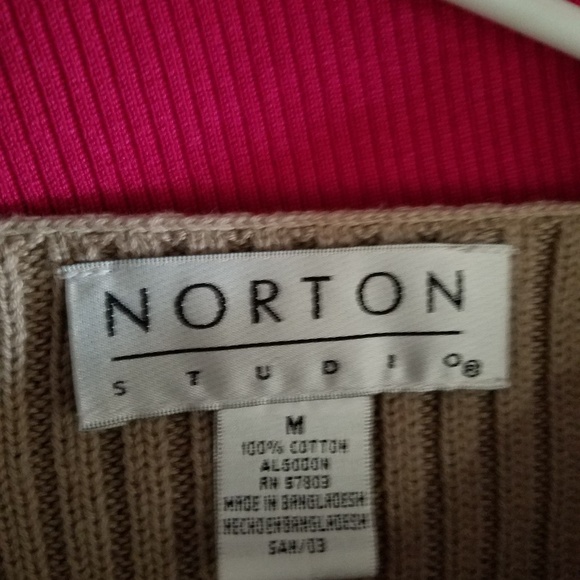 NORTON
STUDIO®
M
100% COTTON
ALGODON
RN 57803
MADE IN BANGLADESH
HECHO EN BANGLADESH
SAH/03